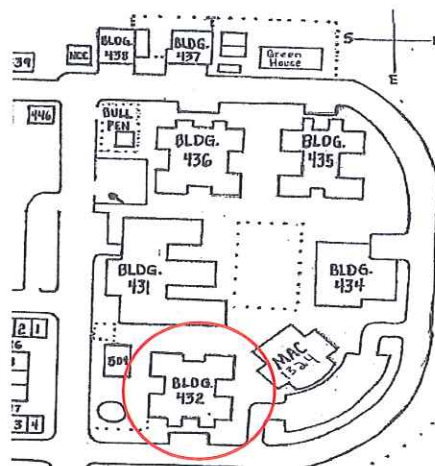 BLDG.
438
BLDG.
437
Green
House
S
E
39
NCC
446
BULL
PEN
BLDG.
436
BLDG.
435
BLDG.
431
BLDG.
434
2 1
MAC
1324
BLDG.
432
3 4